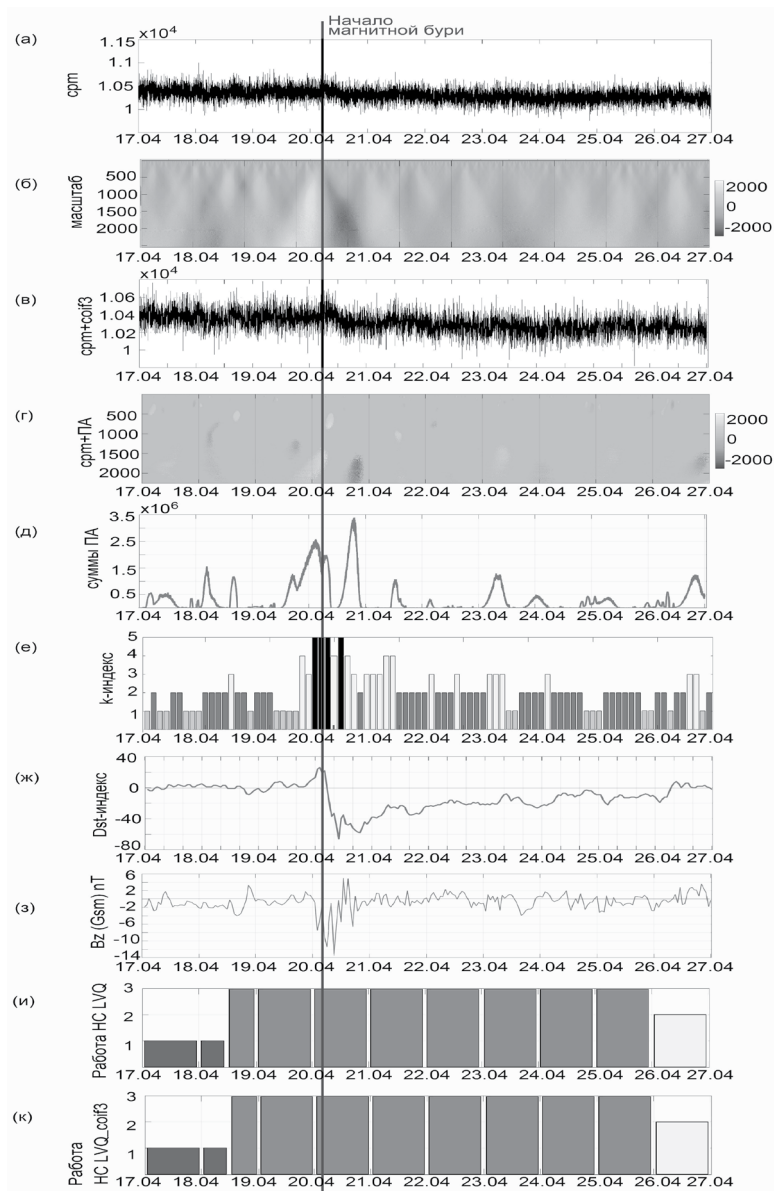 Начало
магнитной бури
(а)
x10⁴
1.15
1.1
1.05
1
cpm
17.04 18.04 19.04 20.04 21.04 22.04 23.04 24.04 25.04 26.04 27.04
(б)
масштаб
500
1000
1500
2000
2000
0
-2000
17.04 18.04 19.04 20.04 21.04 22.04 23.04 24.04 25.04 26.04 27.04
(в)
x10⁴
cpm+coif3
1.06
1.04
1.02
1
17.04 18.04 19.04 20.04 21.04 22.04 23.04 24.04 25.04 26.04 27.04
(г)
cpm+ПА
500
1000
1500
2000
2000
0
-2000
17.04 18.04 19.04 20.04 21.04 22.04 23.04 24.04 25.04 26.04 27.04
(д)
x10⁶
суммы ПА
3.5
2.5
1.5
0.5
17.04 18.04 19.04 20.04 21.04 22.04 23.04 24.04 25.04 26.04 27.04
(е)
k-индекс
5
4
3
2
1
17.04 18.04 19.04 20.04 21.04 22.04 23.04 24.04 25.04 26.04 27.04
(ж)
Dst-индекс
40
0
-40
-80
17.04 18.04 19.04 20.04 21.04 22.04 23.04 24.04 25.04 26.04 27.04
(з)
Bz (Gsm) nT
6
2
-2
-6
-10
-14
17.04 18.04 19.04 20.04 21.04 22.04 23.04 24.04 25.04 26.04 27.04
(и)
Работа НС LVQ
3
2
1
17.04 18.04 19.04 20.04 21.04 22.04 23.04 24.04 25.04 26.04 27.04
(к)
Работа
НС LVQ_coif3
3
2
1
17.04 18.04 19.04 20.04 21.04 22.04 23.04 24.04 25.04 26.04 27.04